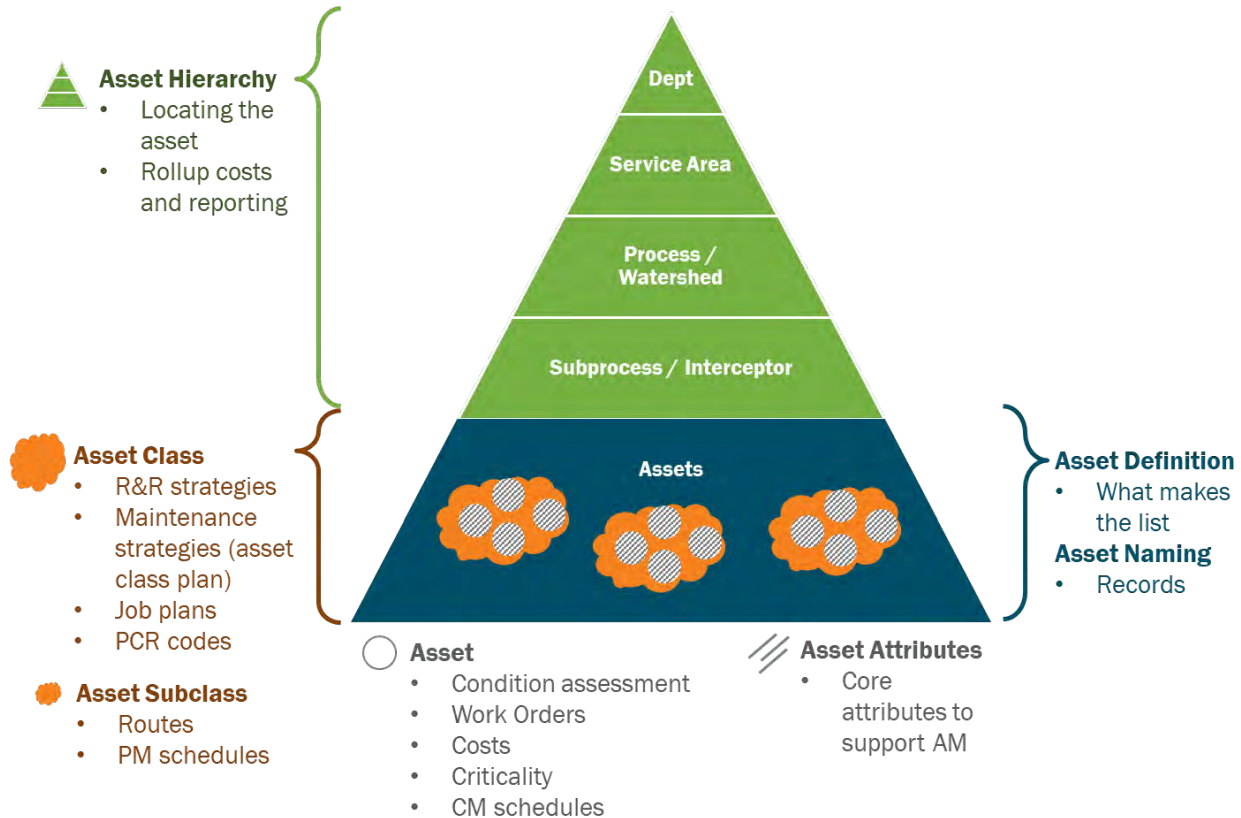 Asset Hierarchy
• Locating the
asset
• Rollup costs
and reporting
Dept
Service Area
Process /
Watershed
Subprocess / Interceptor
Assets
Asset Class
• R&R strategies
• Maintenance
strategies (asset
class plan)
• Job plans
• PCR codes
Asset Subclass
• Routes
• PM schedules
Asset Definition
• What makes
the list
Asset Naming
• Records
Asset
• Condition assessment
• Work Orders
• Costs
• Criticality
• CM schedules
Asset Attributes
• Core
attributes to
support AM